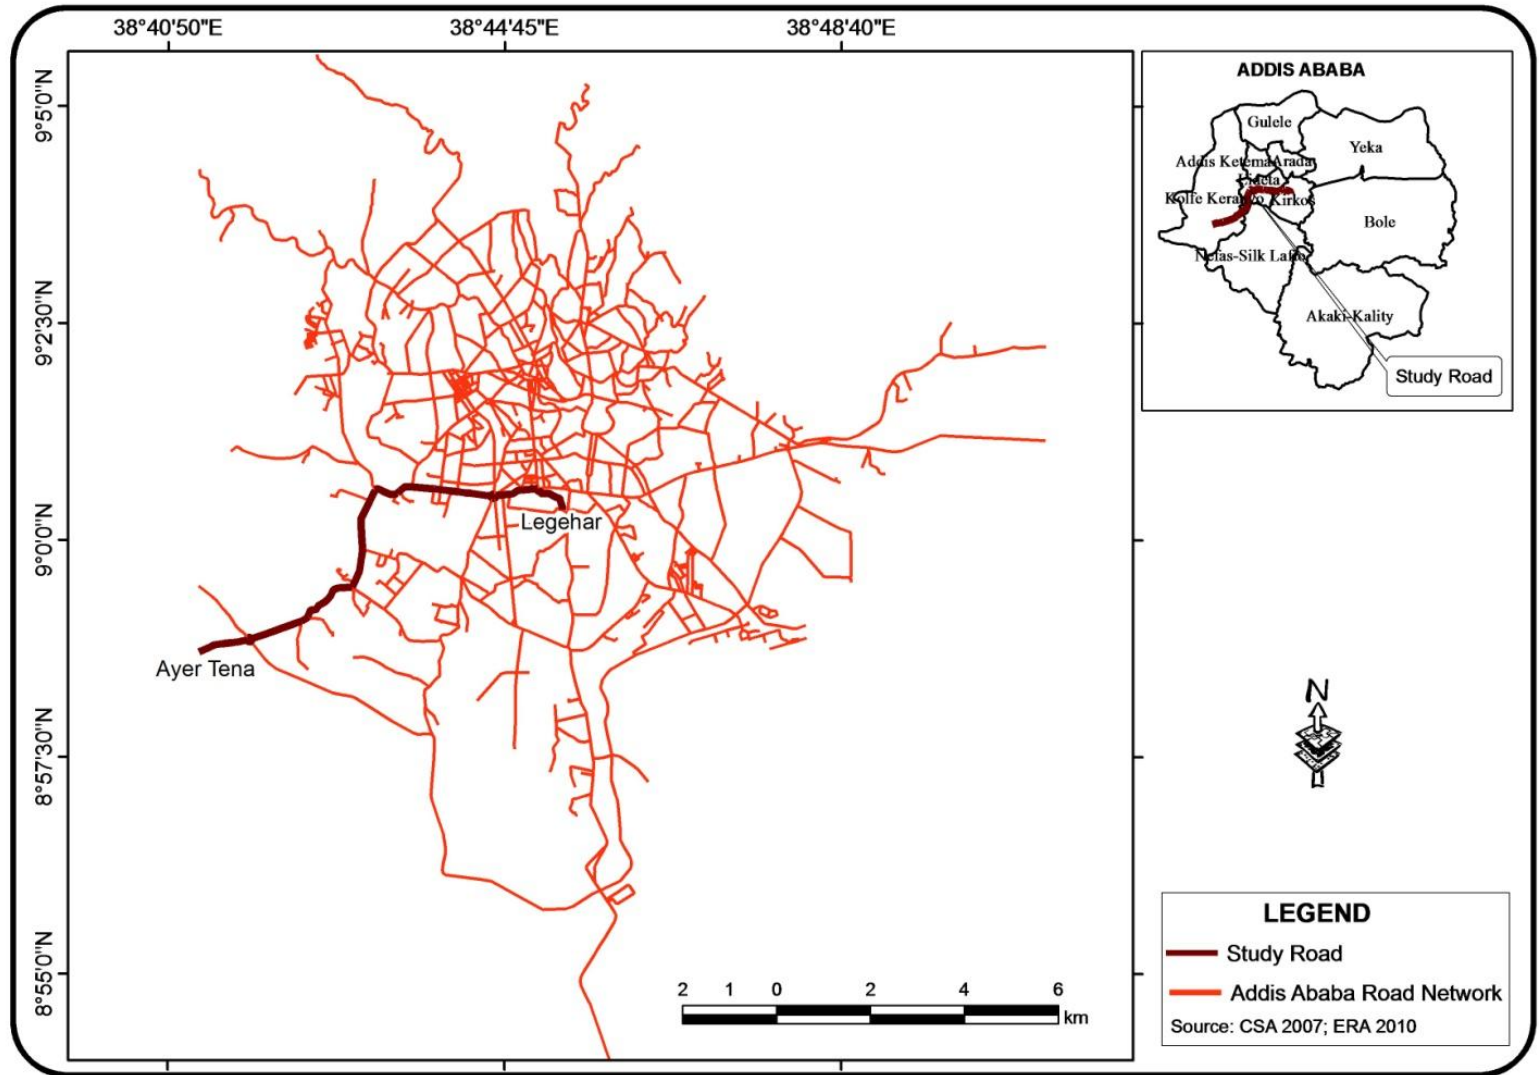 38°40'50"E
38°44'45"E
38°48'40"E
9°5'0"N
9°2'30"N
9°0'0"N
8°57'30"N
8°55'0"N
Legehar
Ayer Tena
2 1 0 2 4 6
km
ADDIS ABABA
Gulele
Yeka
Addis Ketema
Arada
Kolfe
Kirkos
Bole
Nefas-Silk
Akaki-Kality
Study Road
N
LEGEND
Study Road
Addis Ababa Road Network
Source: CSA 2007; ERA 2010